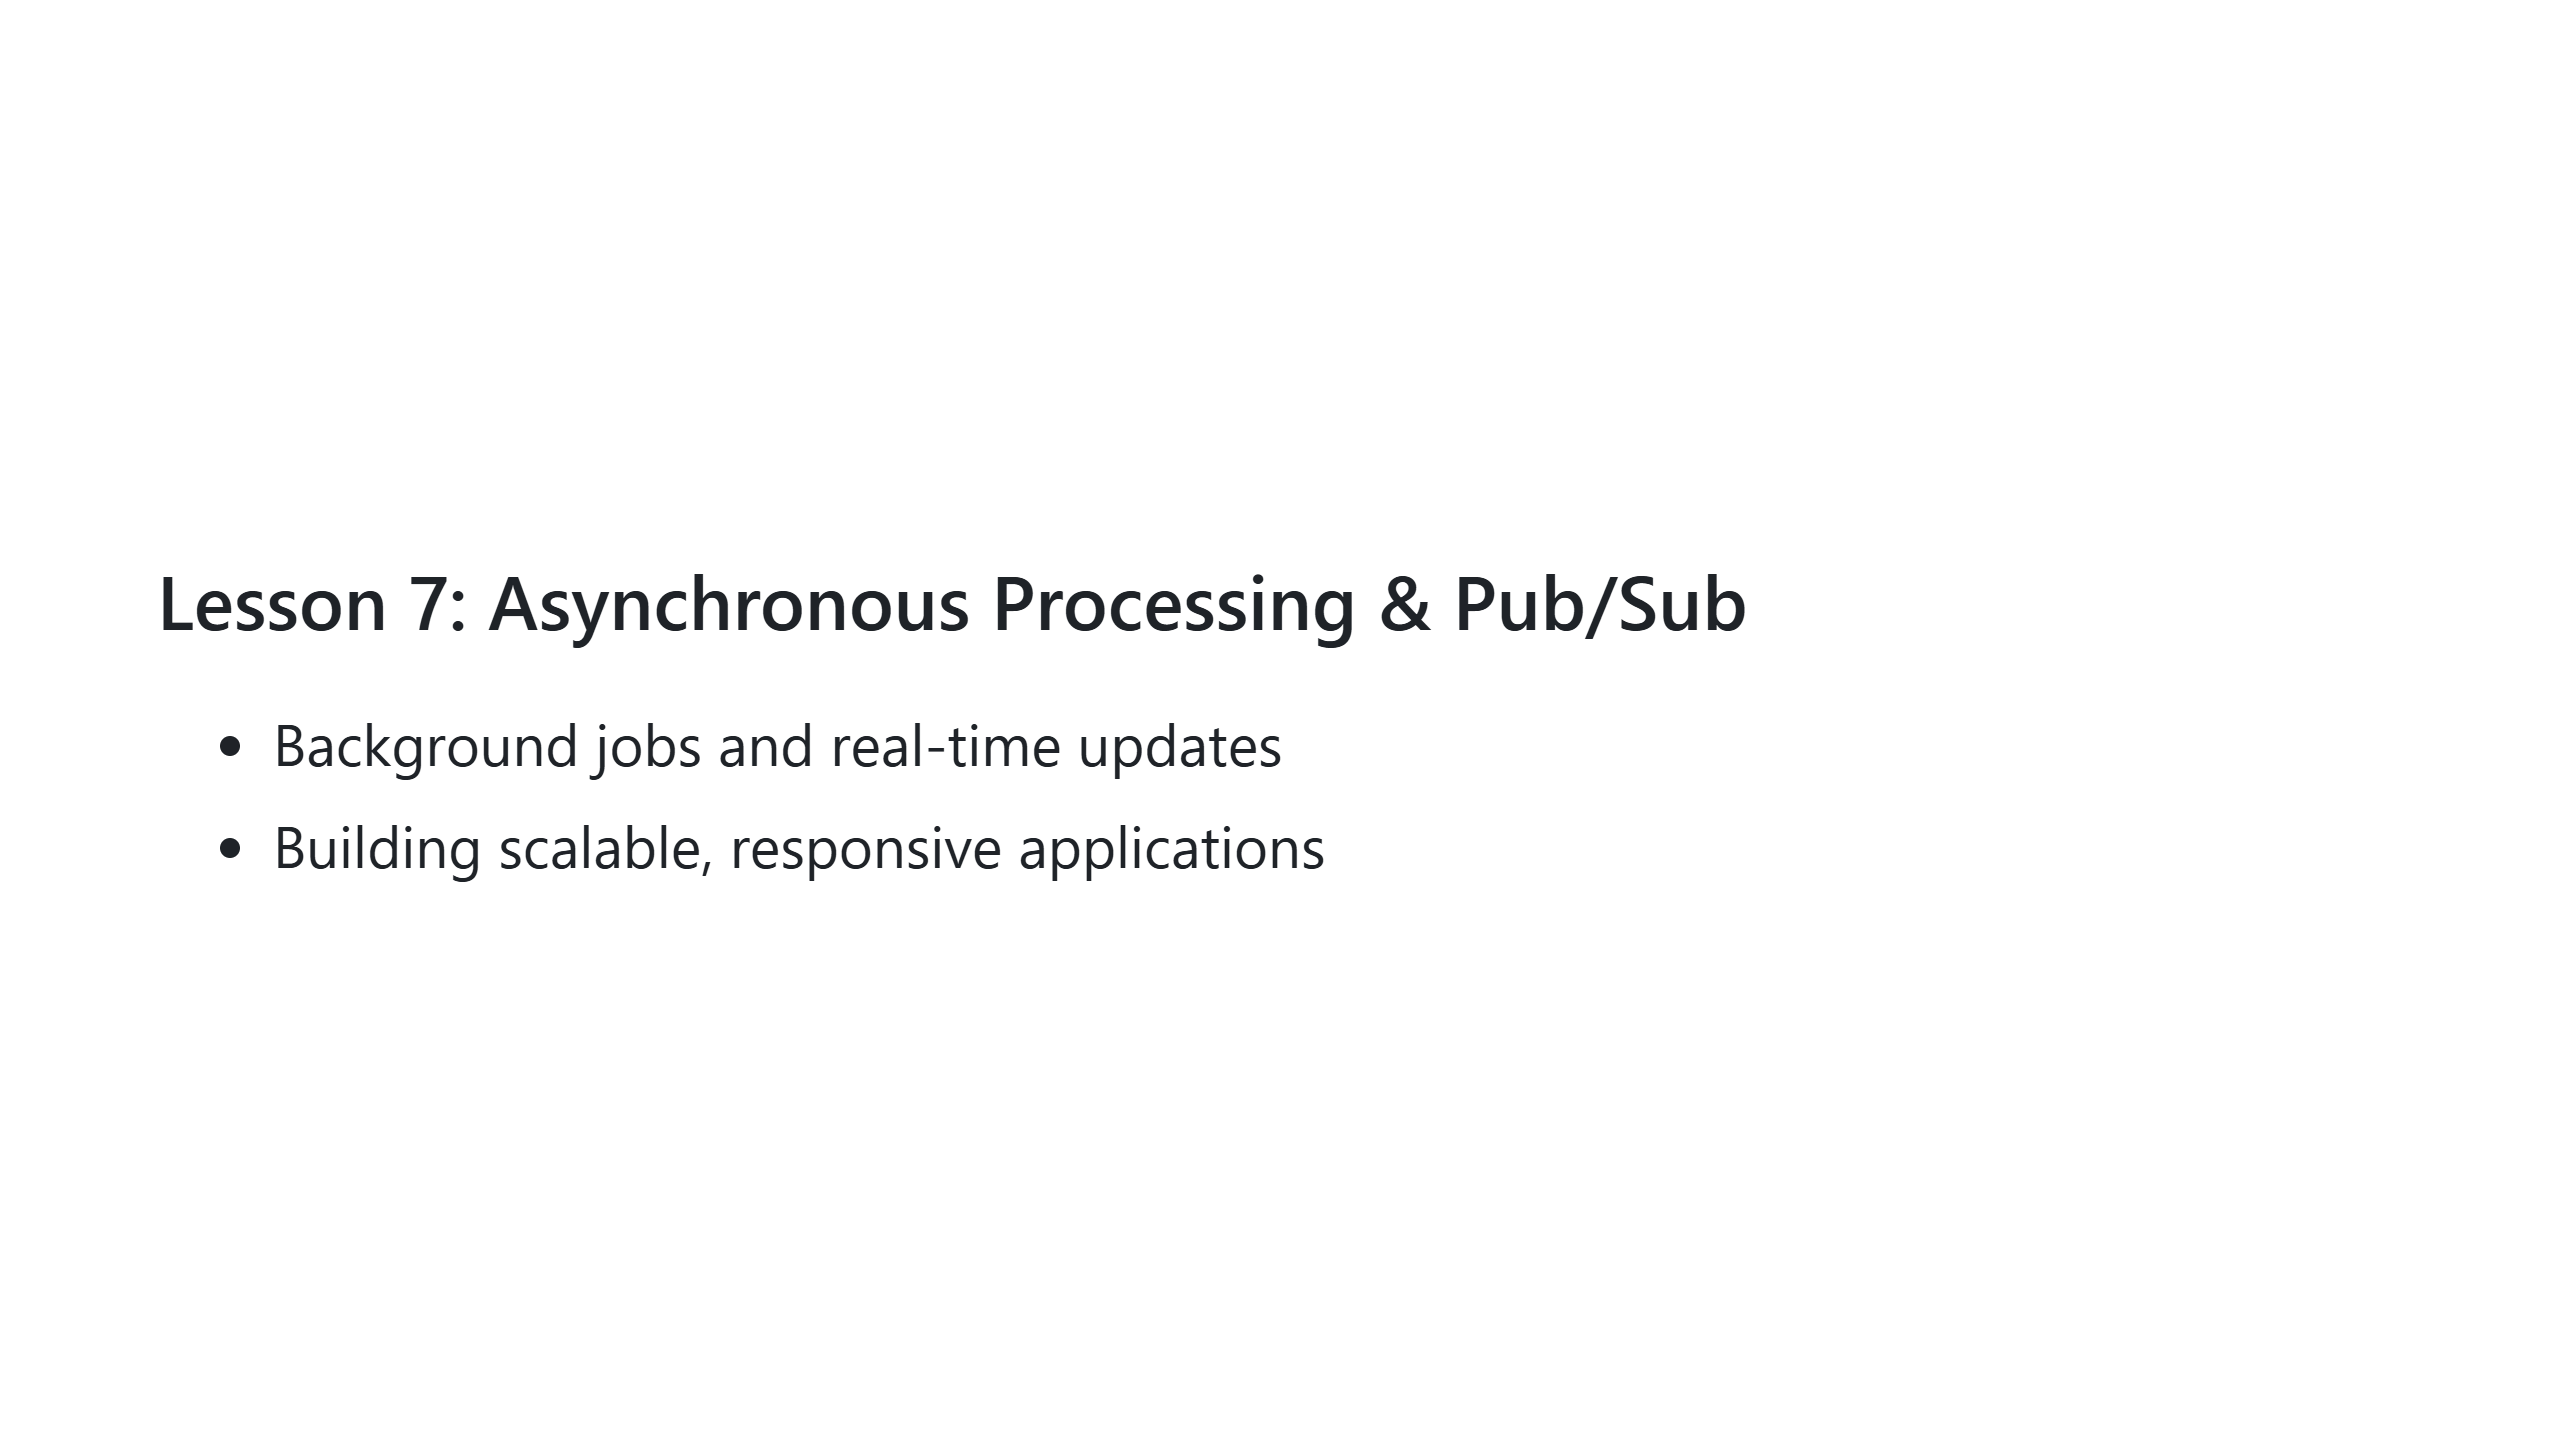 Lesson 7: Asynchronous Processing & Pub/Sub
• Background jobs and real-time updates
• Building scalable, responsive applications